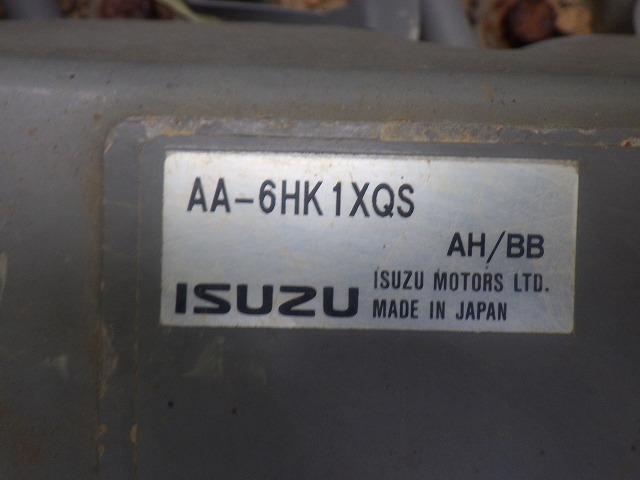 AA-6HK1XQS
AH/BB
ISUZU
ISUZU MOTORS LTD.
MADE IN JAPAN